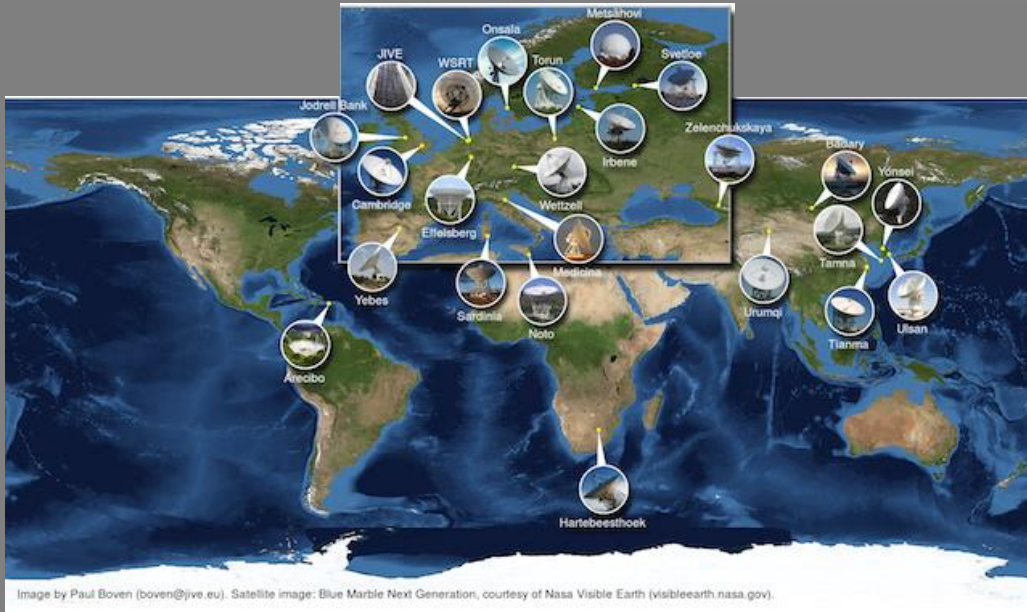 Metsähovi
Onsala
JIVE
WSRT
Torun
Svetloe
Jodrell Bank
Zelenchukskaya
Irbene
Badary
Yonsei
Cambridge
Wettzell
Effelsberg
Tamna
Medicina
Yebes
Sardinia
Noto
Urumqi
Ulsan
Tianma
Arecibo
Hartebeesthoek
Image by Paul Boven (boven@jive.eu). Satellite image: Blue Marble Next Generation, courtesy of Nasa Visible Earth (visibleearth.nasa.gov).